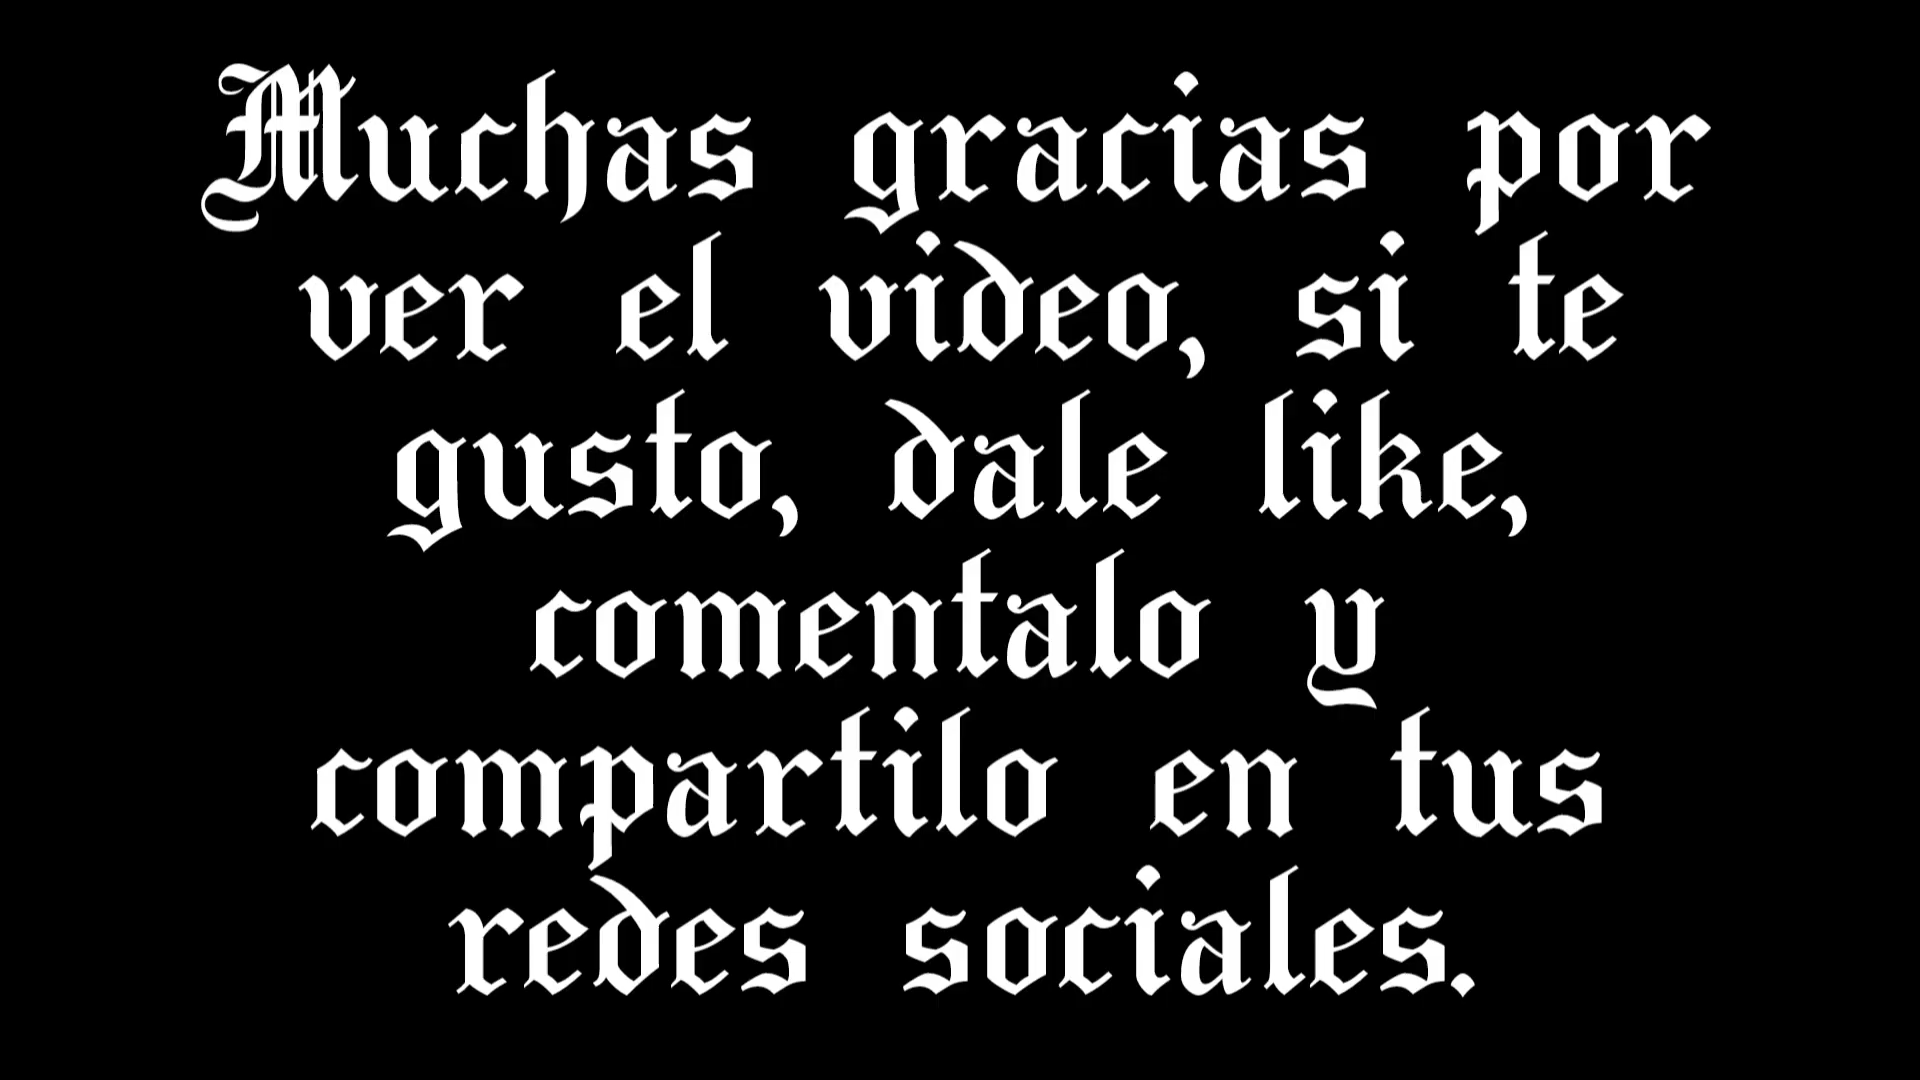 Muchas gracias por
ver el video, si te
gusto, dale like,
comentalo y
compartilo en tus
redes sociales.